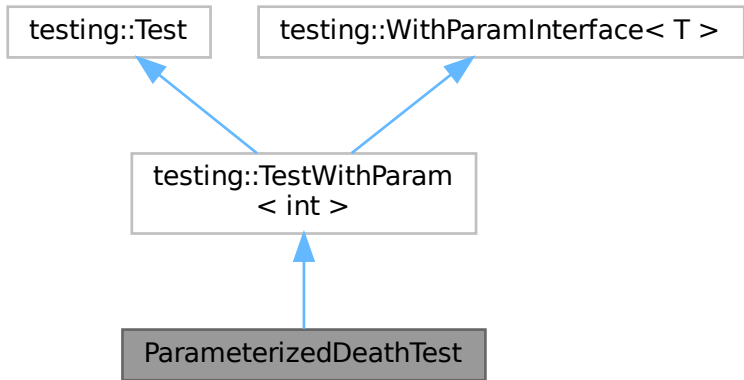 testing::Test
testing::WithParamInterface< T >
testing::TestWithParam
< int >
ParameterizedDeathTest